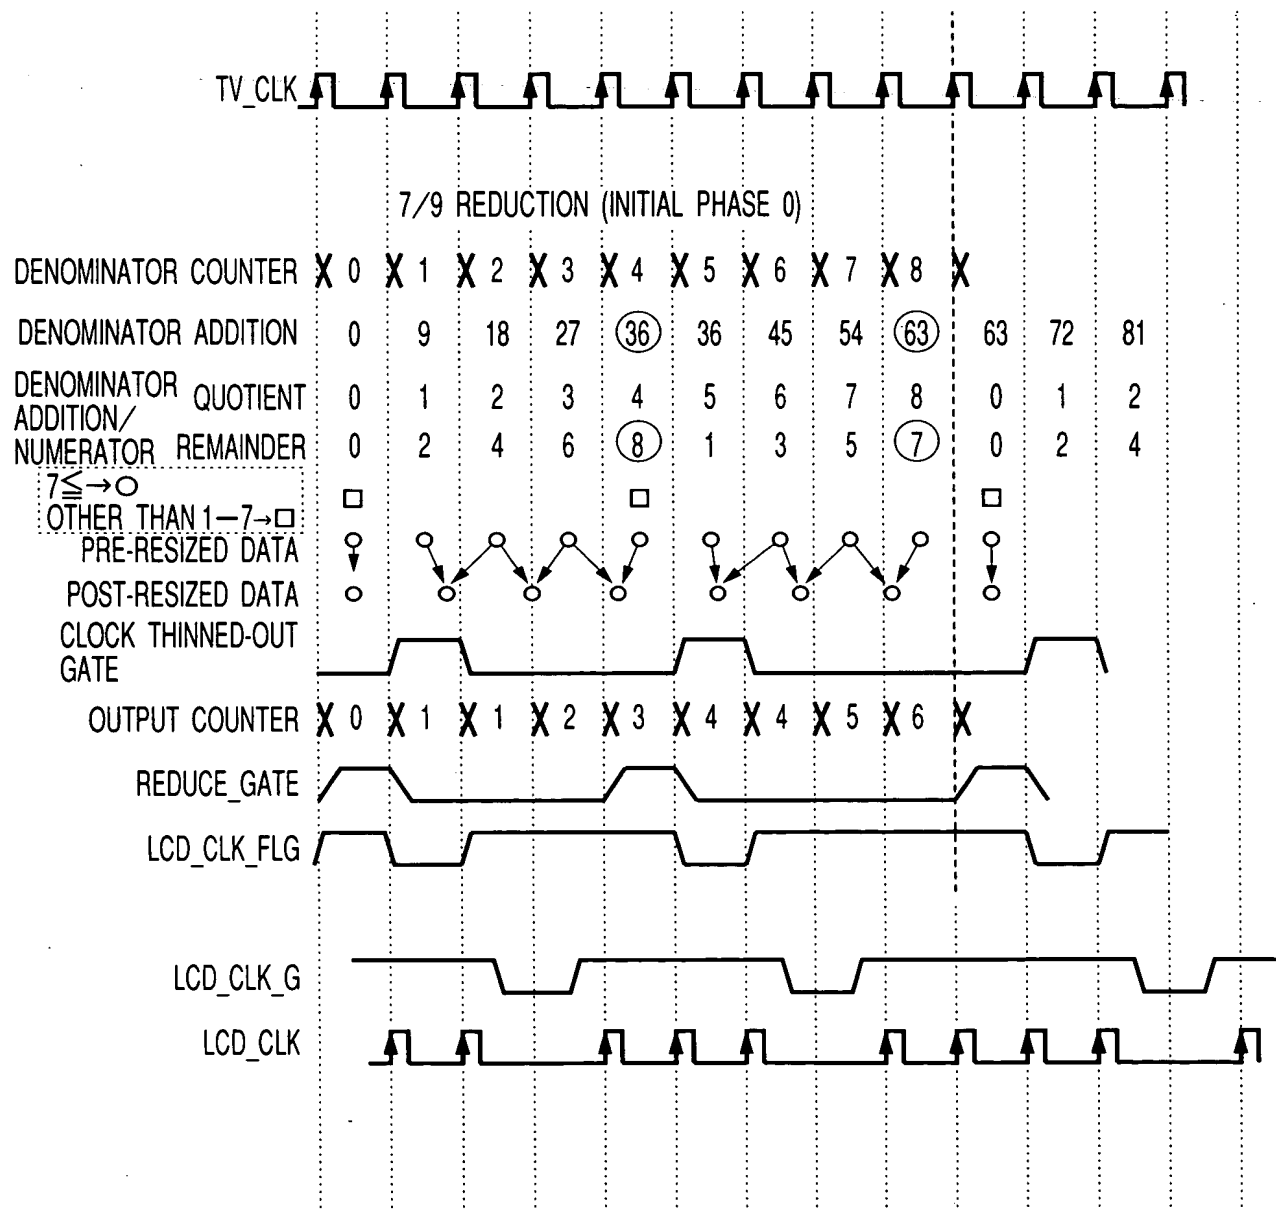 TV_CLK
7/9 REDUCTION (INITIAL PHASE 0)
DENOMINATOR COUNTER X 0 X 1 X 2 X 3 X 4 X 5 X 6 X 7 X 8 X
DENOMINATOR ADDITION 0 9 18 27 36 36 45 54 63 63 72 81
DENOMINATOR ADDITION/ NUMERATOR
QUOTIENT 0 1 2 3 4 5 6 7 8 0 1 2
REMAINDER 0 2 4 6 8 1 3 5 7 0 2 4
7≦→○
OTHER THAN 1—7→□
PRE-RESIZED DATA
POST-RESIZED DATA
CLOCK THINNED-OUT
GATE
OUTPUT COUNTER X 0 X 1 X 1 X 2 X 3 X 4 X 4 X 5 X 6 X
REDUCE_GATE
LCD_CLK_FLG
LCD_CLK_G
LCD_CLK